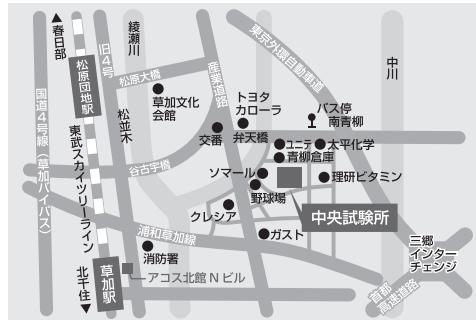 ▲春日部
松原団地駅
国道4号線(草加バイパス)
東武スカイツリーライン
北千住▼
草加駅
旧4号
松並木
綾瀬川
松原大橋
草加文化
会館
産業道路
交番
谷古宇橋
トヨタ
カローラ
弁天橋
東京外環自動車道
バス停
南青柳
中川
ユニテ
太平化学
青柳倉庫
ソマール
理研ビタミン
野球場
クレシア
中央試験所
浦和草加線
ガスト
消防署
アコス北館Nビル
三郷
インター
チェンジ
首都
高速道路